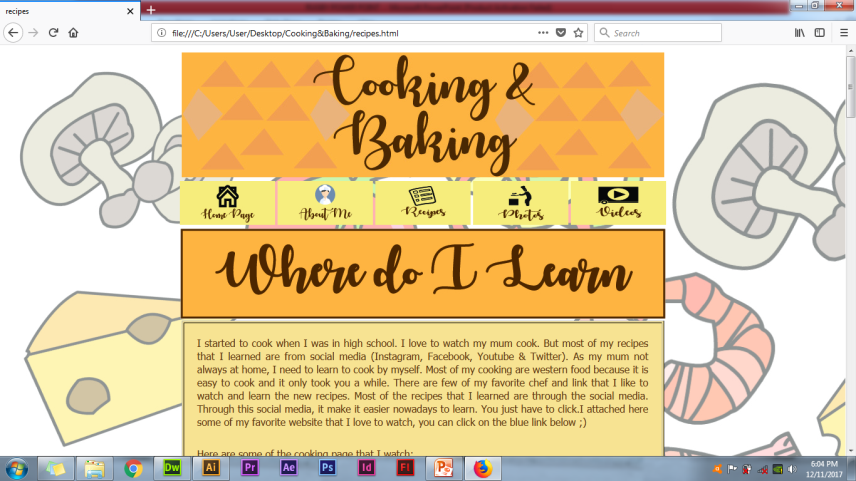 recipes
file:///C:/Users/User/Desktop/Cooking&Baking/recipes.html
Search
Cooking &
Baking
Home Page
About Me
Recipes
Photos
Videos
Where do I Learn
I started to cook when I was in high school. I love to watch my mum cook. But most of my recipes
that I learned are from social media (Instagram, Facebook, Youtube & Twitter). As my mum not
always at home, I need to learn to cook by myself. Most of my cooking are western food because it is
easy to cook and it only took you a while. There are few of my favorite chef and link that I like to
watch and learn the new recipes. Most of the recipes that I learned are through the social media.
Through this social media, it make it easier nowadays to learn. You just have to click.I attached here
some of my favorite website that I love to watch, you can click on the blue link below ;)
Here are some of the cooking page that I watch:
Dw
Ai
Pr
Ae
Ps
Id
Fl
6:04 PM
12/11/2017